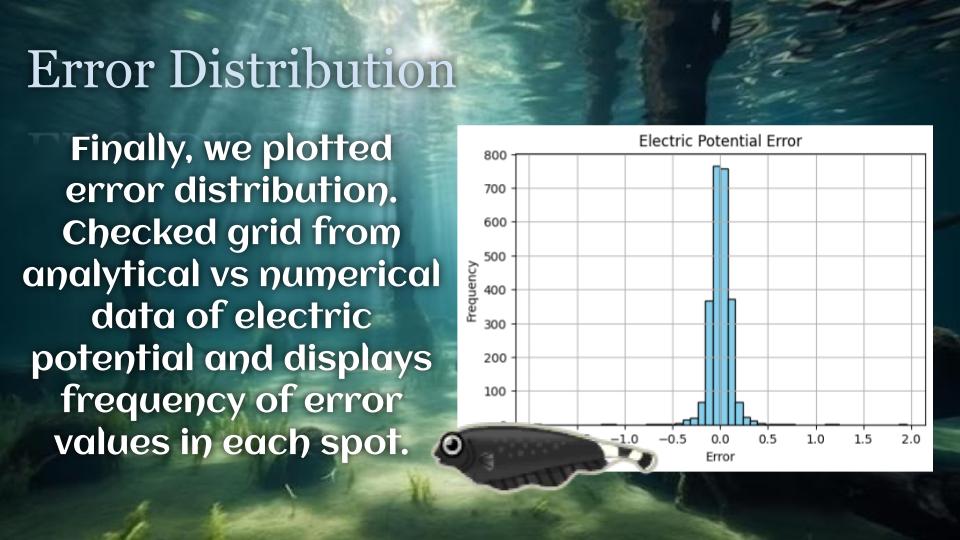 Error Distribution
Finally, we plotted
error distribution.
Checked grid from
analytical vs numerical
data of electric
potential and displays
frequency of error
values in each spot.
Electric Potential Error
800
700
600
500
400
300
200
100
Frequency
−1.0 −0.5 0.0 0.5 1.0 1.5 2.0
Error